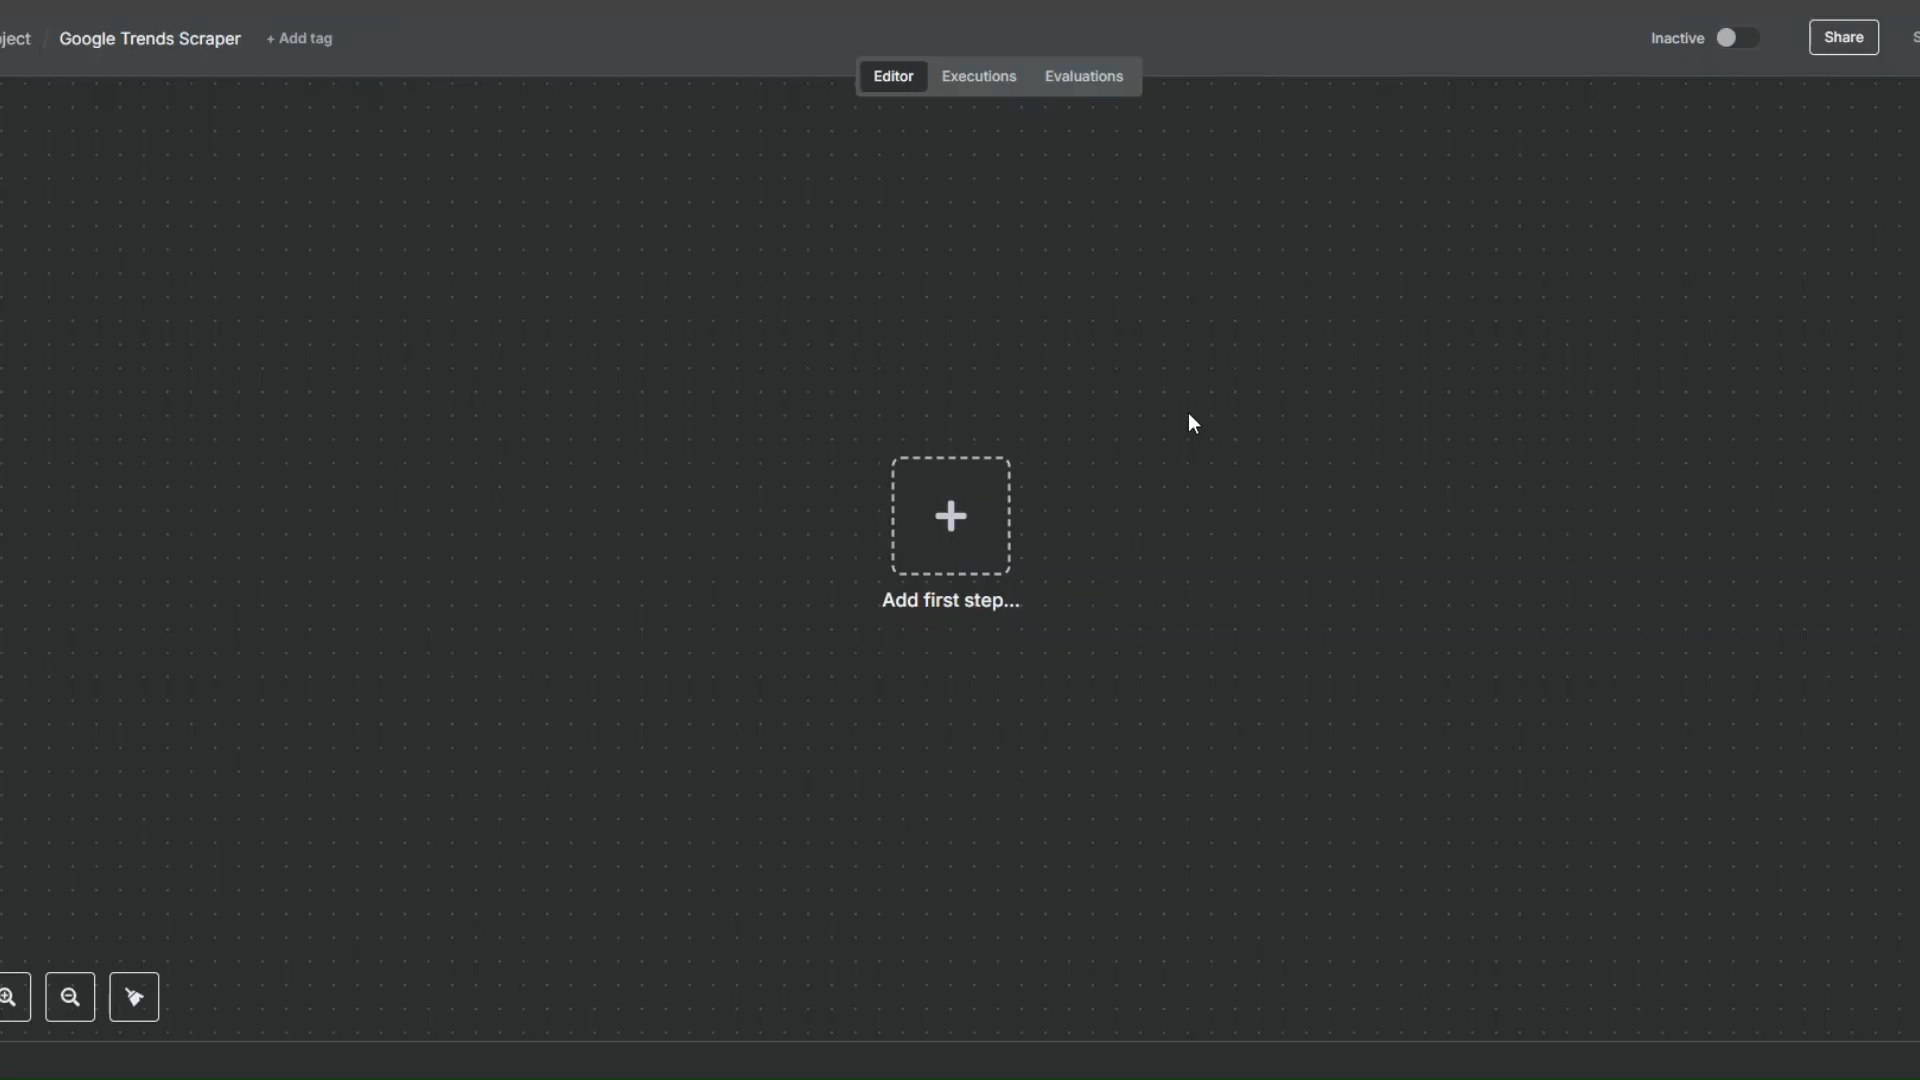 ject / Google Trends Scraper + Add tag
Inactive Share
Editor Executions Evaluations
Add first step...